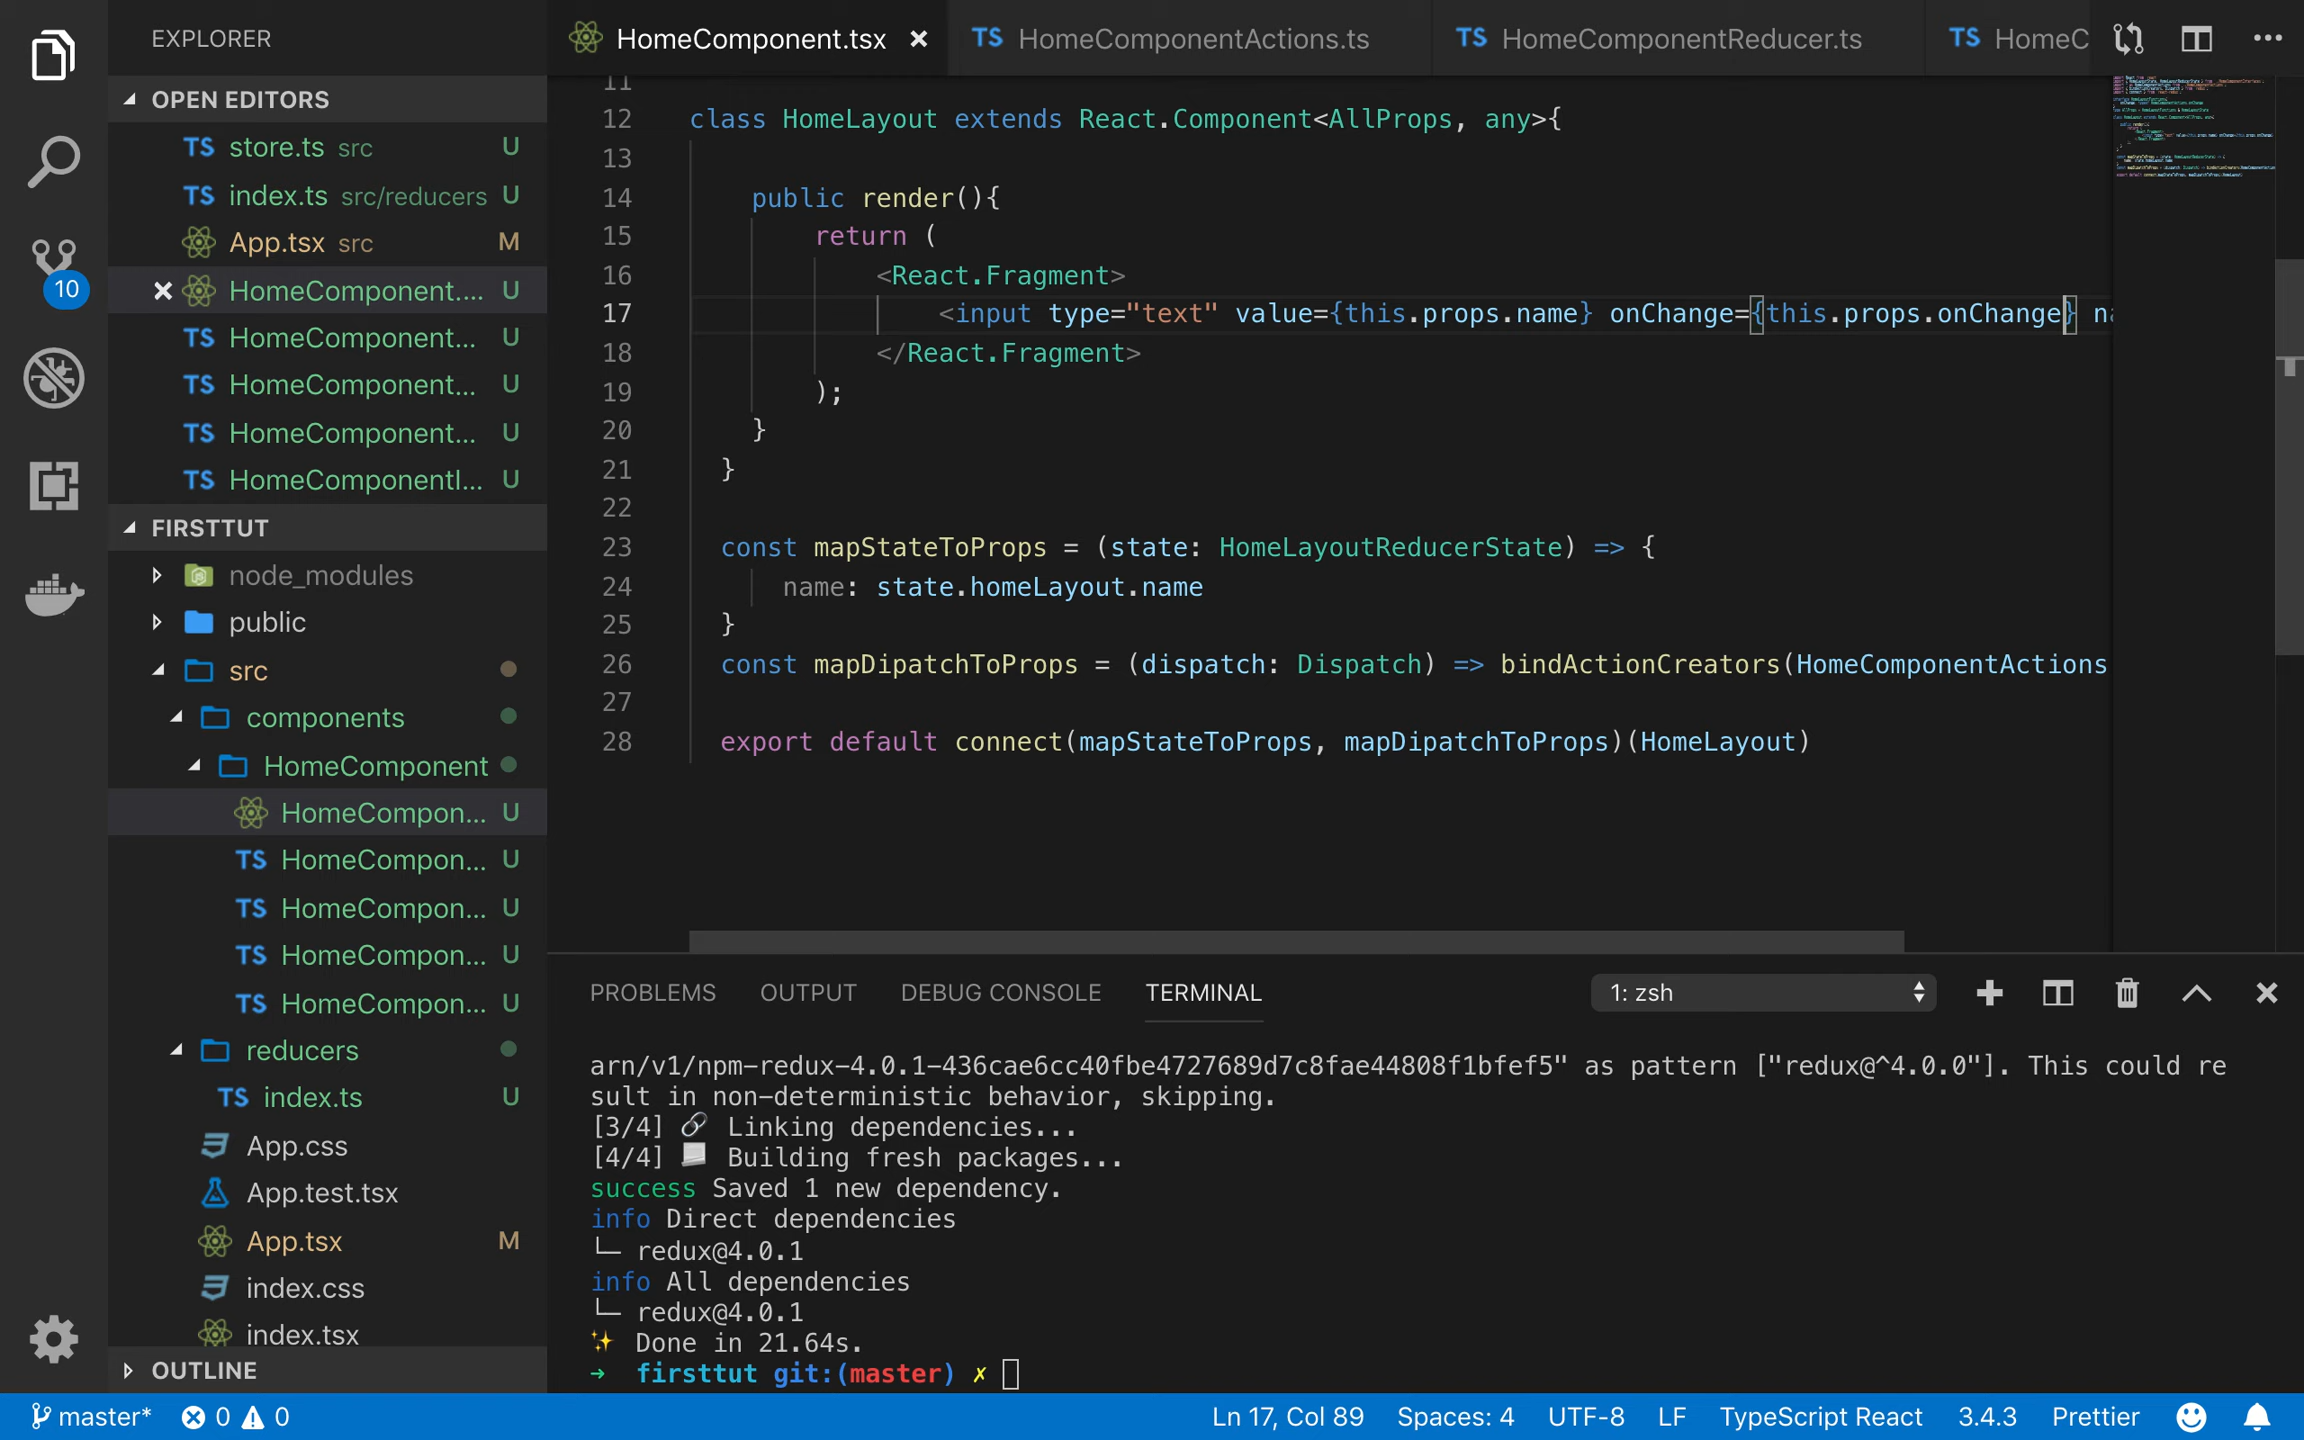 EXPLORER
OPEN EDITORS
TS store.ts src U
TS index.ts src/reducers U
App.tsx src M
HomeComponent.... U
TS HomeComponent... U
TS HomeComponent... U
TS HomeComponent... U
TS HomeComponentI... U
10
FIRSTTUT
node_modules
public
src
components
HomeComponent
HomeCompon... U
TS HomeCompon... U
TS HomeCompon... U
TS HomeCompon... U
TS HomeCompon... U
reducers
TS index.ts U
App.css
App.test.tsx
App.tsx M
index.css
index.tsx
OUTLINE
HomeComponent.tsx TS HomeComponentActions.ts TS HomeComponentReducer.ts TS HomeC
11
12 class HomeLayout extends React.Component<AllProps, any>{
13
14 public render(){
15 return (
16 <React.Fragment>
17 <input type="text" value={this.props.name} onChange={this.props.onChange} na
18 </React.Fragment>
19 );
20 }
21 }
22
23 const mapStateToProps = (state: HomeLayoutReducerState) => {
24 name: state.homeLayout.name
25 }
26 const mapDipatchToProps = (dispatch: Dispatch) => bindActionCreators(HomeComponentActions
27
28 export default connect(mapStateToProps, mapDipatchToProps)(HomeLayout)
PROBLEMS OUTPUT DEBUG CONSOLE TERMINAL 1: zsh
arn/v1/npm-redux-4.0.1-436cae6cc40fbe4727689d7c8fae44808f1bfef5" as pattern ["redux@^4.0.0"]. This could re
sult in non-deterministic behavior, skipping.
[3/4] 🔗 Linking dependencies...
[4/4] 📃 Building fresh packages...
success Saved 1 new dependency.
info Direct dependencies
└─ redux@4.0.1
info All dependencies
└─ redux@4.0.1
✨ Done in 21.64s.
➜ firsttut git:(master) ✗
master* 0 0 Ln 17, Col 89 Spaces: 4 UTF-8 LF TypeScript React 3.4.3 Prettier